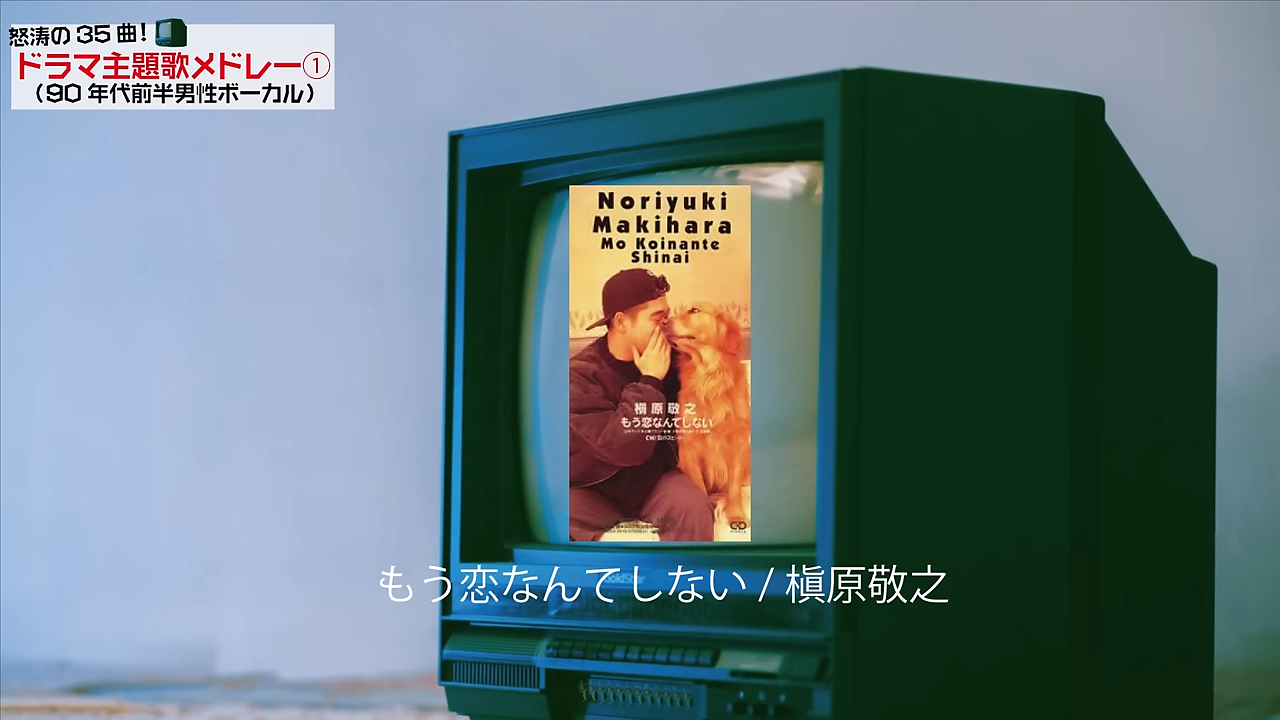 怒涛の35曲!
ドラマ主題歌メドレー①
(90年代前半男性ボーカル)
Noriyuki
Makihara
Mo Koinante
Shinai
槇原敬之
もう恋なんてしない
GoldStar
もう恋なんてしない / 槇原敬之